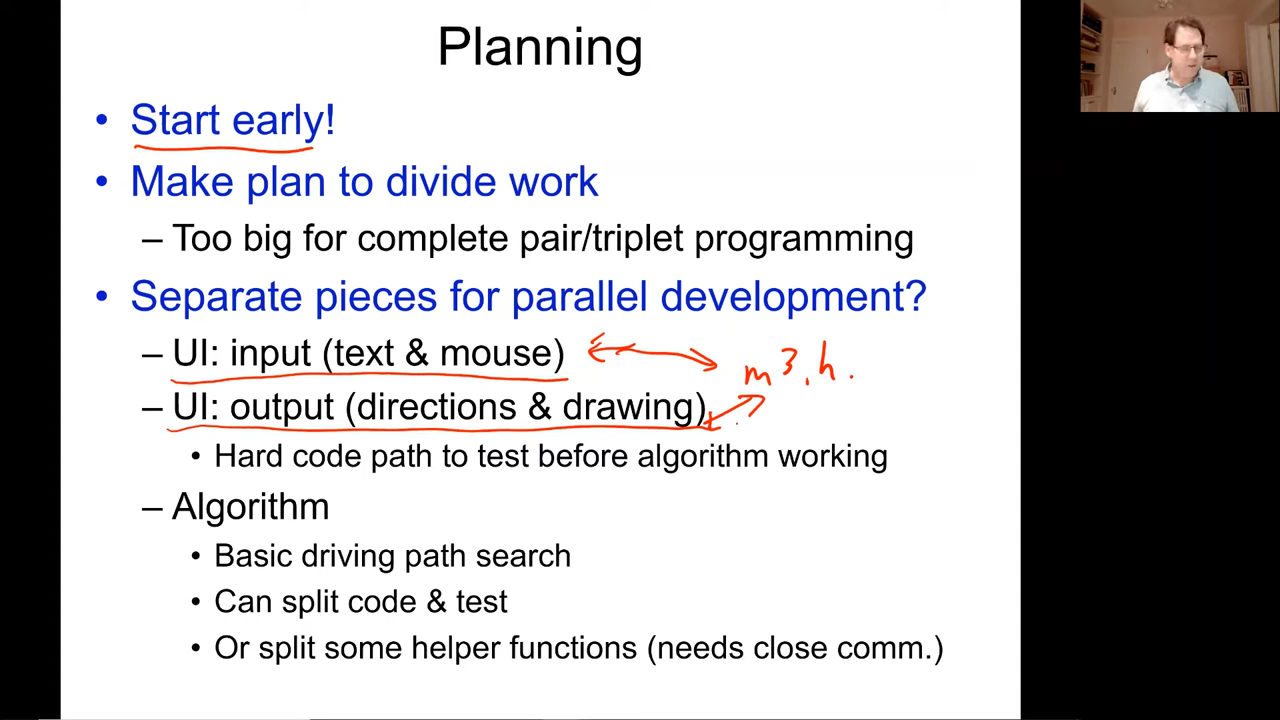 Planning
• Start early!
• Make plan to divide work
– Too big for complete pair/triplet programming
• Separate pieces for parallel development?
– UI: input (text & mouse)
m3.h.
– UI: output (directions & drawing)
• Hard code path to test before algorithm working
– Algorithm
• Basic driving path search
• Can split code & test
• Or split some helper functions (needs close comm.)